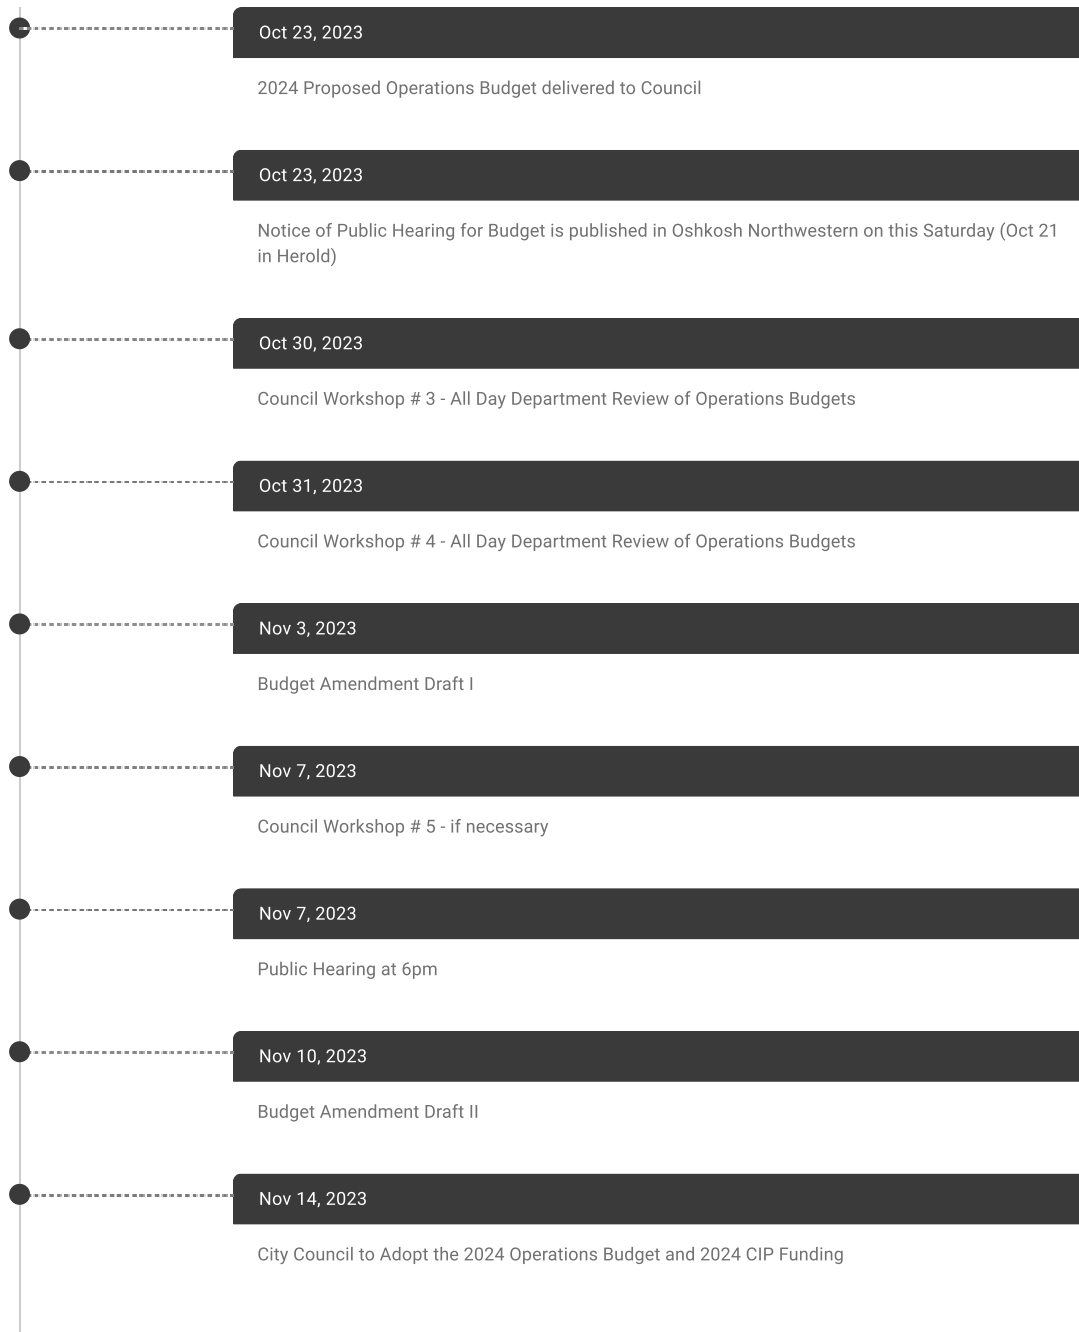 Oct 23, 2023
2024 Proposed Operations Budget delivered to Council
Oct 23, 2023
Notice of Public Hearing for Budget is published in Oshkosh Northwestern on this Saturday (Oct 21
in Herold)
Oct 30, 2023
Council Workshop # 3 - All Day Department Review of Operations Budgets
Oct 31, 2023
Council Workshop # 4 - All Day Department Review of Operations Budgets
Nov 3, 2023
Budget Amendment Draft I
Nov 7, 2023
Council Workshop # 5 - if necessary
Nov 7, 2023
Public Hearing at 6pm
Nov 10, 2023
Budget Amendment Draft II
Nov 14, 2023
City Council to Adopt the 2024 Operations Budget and 2024 CIP Funding